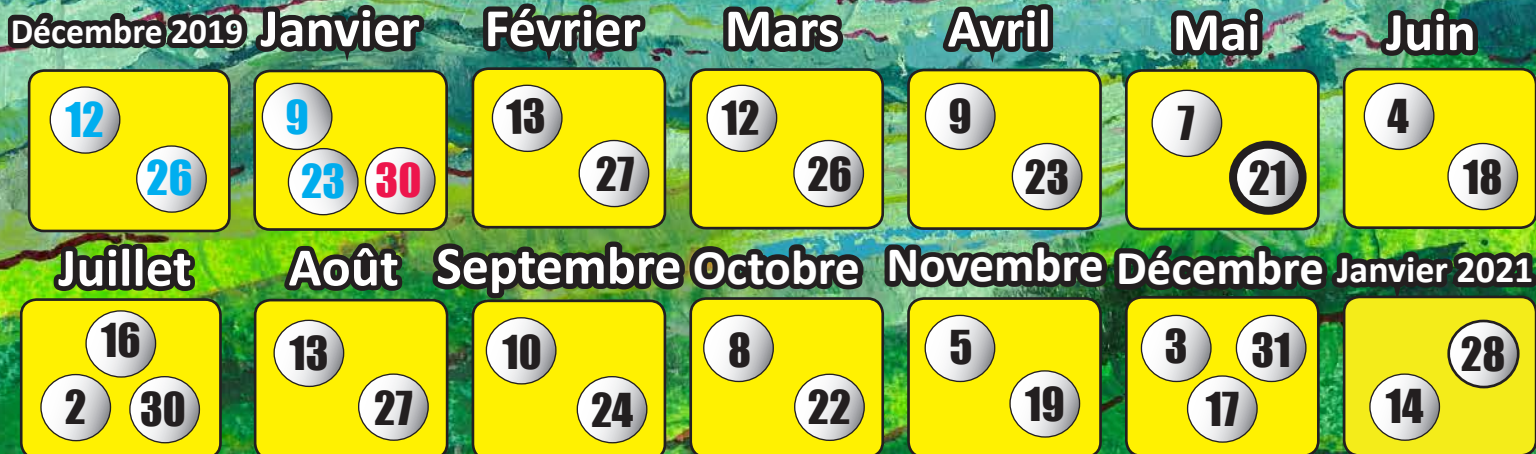 Décembre 2019 Janvier Février Mars Avril Mai Juin
12 9 13 12 9 7 4
26 23 30 27 26 23 21 18
Juillet Août Septembre Octobre Novembre Décembre Janvier 2021
16 13 10 8 5 3 31 28
2 30 27 24 22 19 17 14